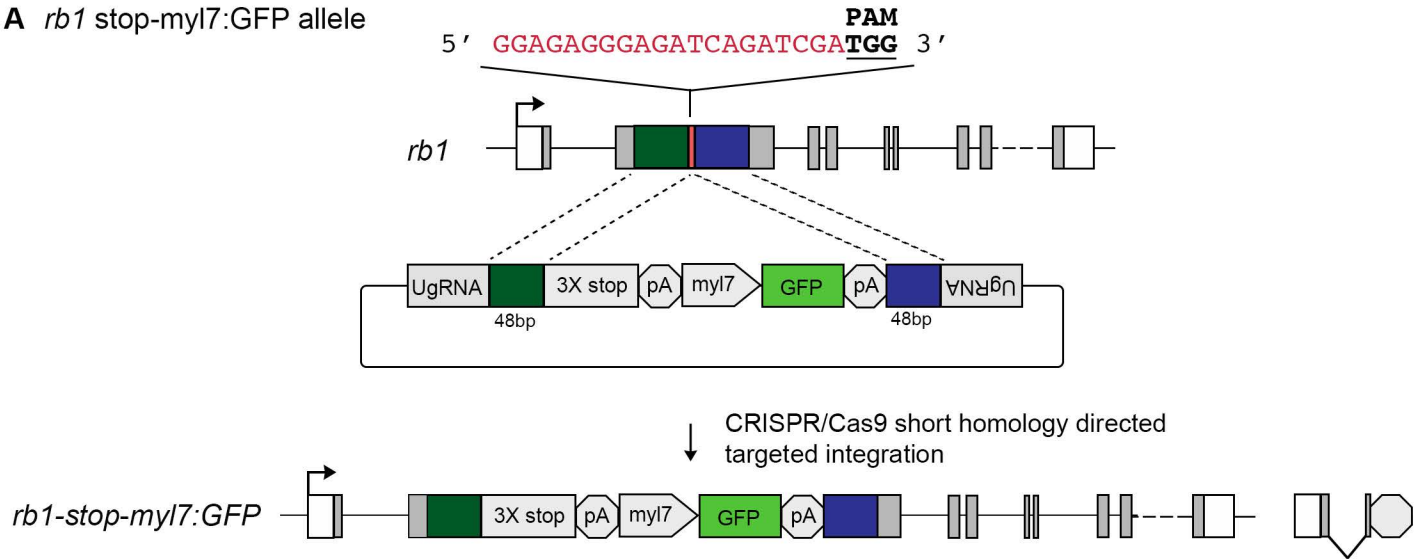 A rb1 stop-myl7:GFP allele
PAM
5’ GGAGAGGGAGATCAGATCGATGG 3’
rb1
UgRNA 3X stop pA myl7 GFP pA UgRNA
48bp 48bp
CRISPR/Cas9 short homology directed
targeted integration
rb1-stop-myl7:GFP 3X stop pA myl7 GFP pA